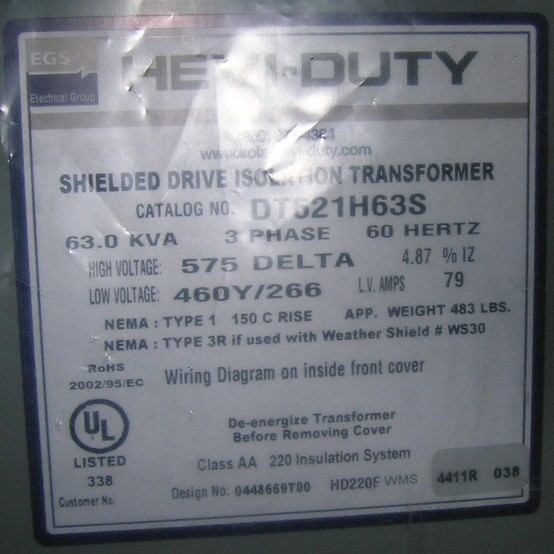 EGS
Electrical Group
HEVI-DUTY
SHIELDED DRIVE ISOLATION TRANSFORMER
CATALOG NO. DT621H63S
63.0 KVA 3 PHASE 60 HERTZ
HIGH VOLTAGE: 575 DELTA 4.87 % IZ
LOW VOLTAGE: 460Y/266 L.V. AMPS 79
NEMA : TYPE 1 150 C RISE APP. WEIGHT 483 LBS.
NEMA : TYPE 3R if used with Weather Shield # WS30
RoHS
2002/95/EC
Wiring Diagram on inside front cover
UL
LISTED
338
De-energize Transformer
Before Removing Cover
Class AA 220 Insulation System
Customer No.
Design No: 0448669T00 HD220F WMS 4411R 038